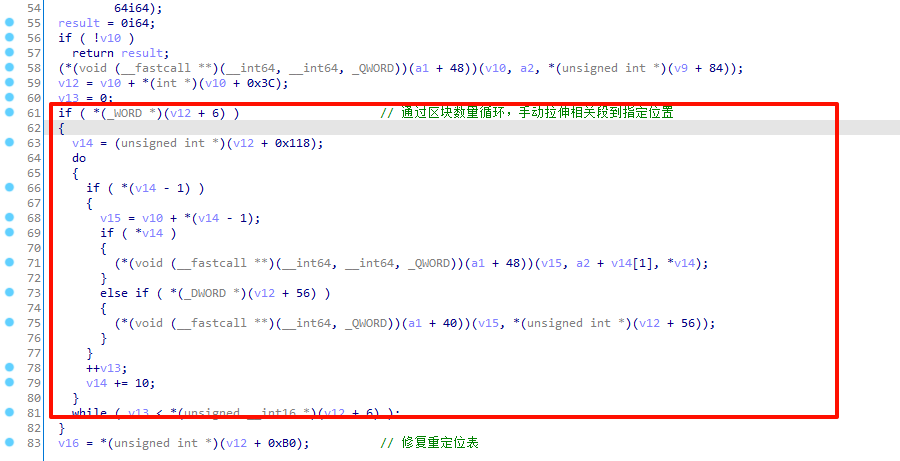 54 64i64);
55 result = 0i64;
56 if ( !v10 )
57 return result;
58 (*(void (__fastcall **)(__int64, __int64, _QWORD))(a1 + 48))(v10, a2, *(unsigned int *)(v9 + 84));
59 v12 = v10 + *(int *)(v10 + 0x3C);
60 v13 = 0;
61 if ( *(_WORD *)(v12 + 6) ) // 通过区块数量循环，手动拉伸相关段到指定位置
62 {
63 v14 = (unsigned int *)(v12 + 0x118);
64 do
65 {
66 if ( *(v14 - 1) )
67 {
68 v15 = v10 + *(v14 - 1);
69 if ( *v14 )
70 {
71 (*(void (__fastcall **)(__int64, __int64, _QWORD))(a1 + 48))(v15, a2 + v14[1], *v14);
72 }
73 else if ( *(_DWORD *)(v12 + 56) )
74 {
75 (*(void (__fastcall **)(__int64, _QWORD))(a1 + 40))(v15, *(unsigned int *)(v12 + 56));
76 }
77 }
78 ++v13;
79 v14 += 10;
80 }
81 while ( v13 < *(unsigned __int16 *)(v12 + 6) );
82 }
83 v16 = *(unsigned int *)(v12 + 0xB0); // 修复重定位表